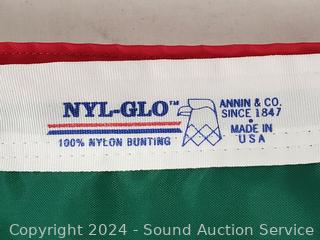 NYL-GLO™
100% NYLON BUNTING
ANNIN & CO.
SINCE 1847
• MADE IN •
USA
Copyright © 2024 - Sound Auction Service